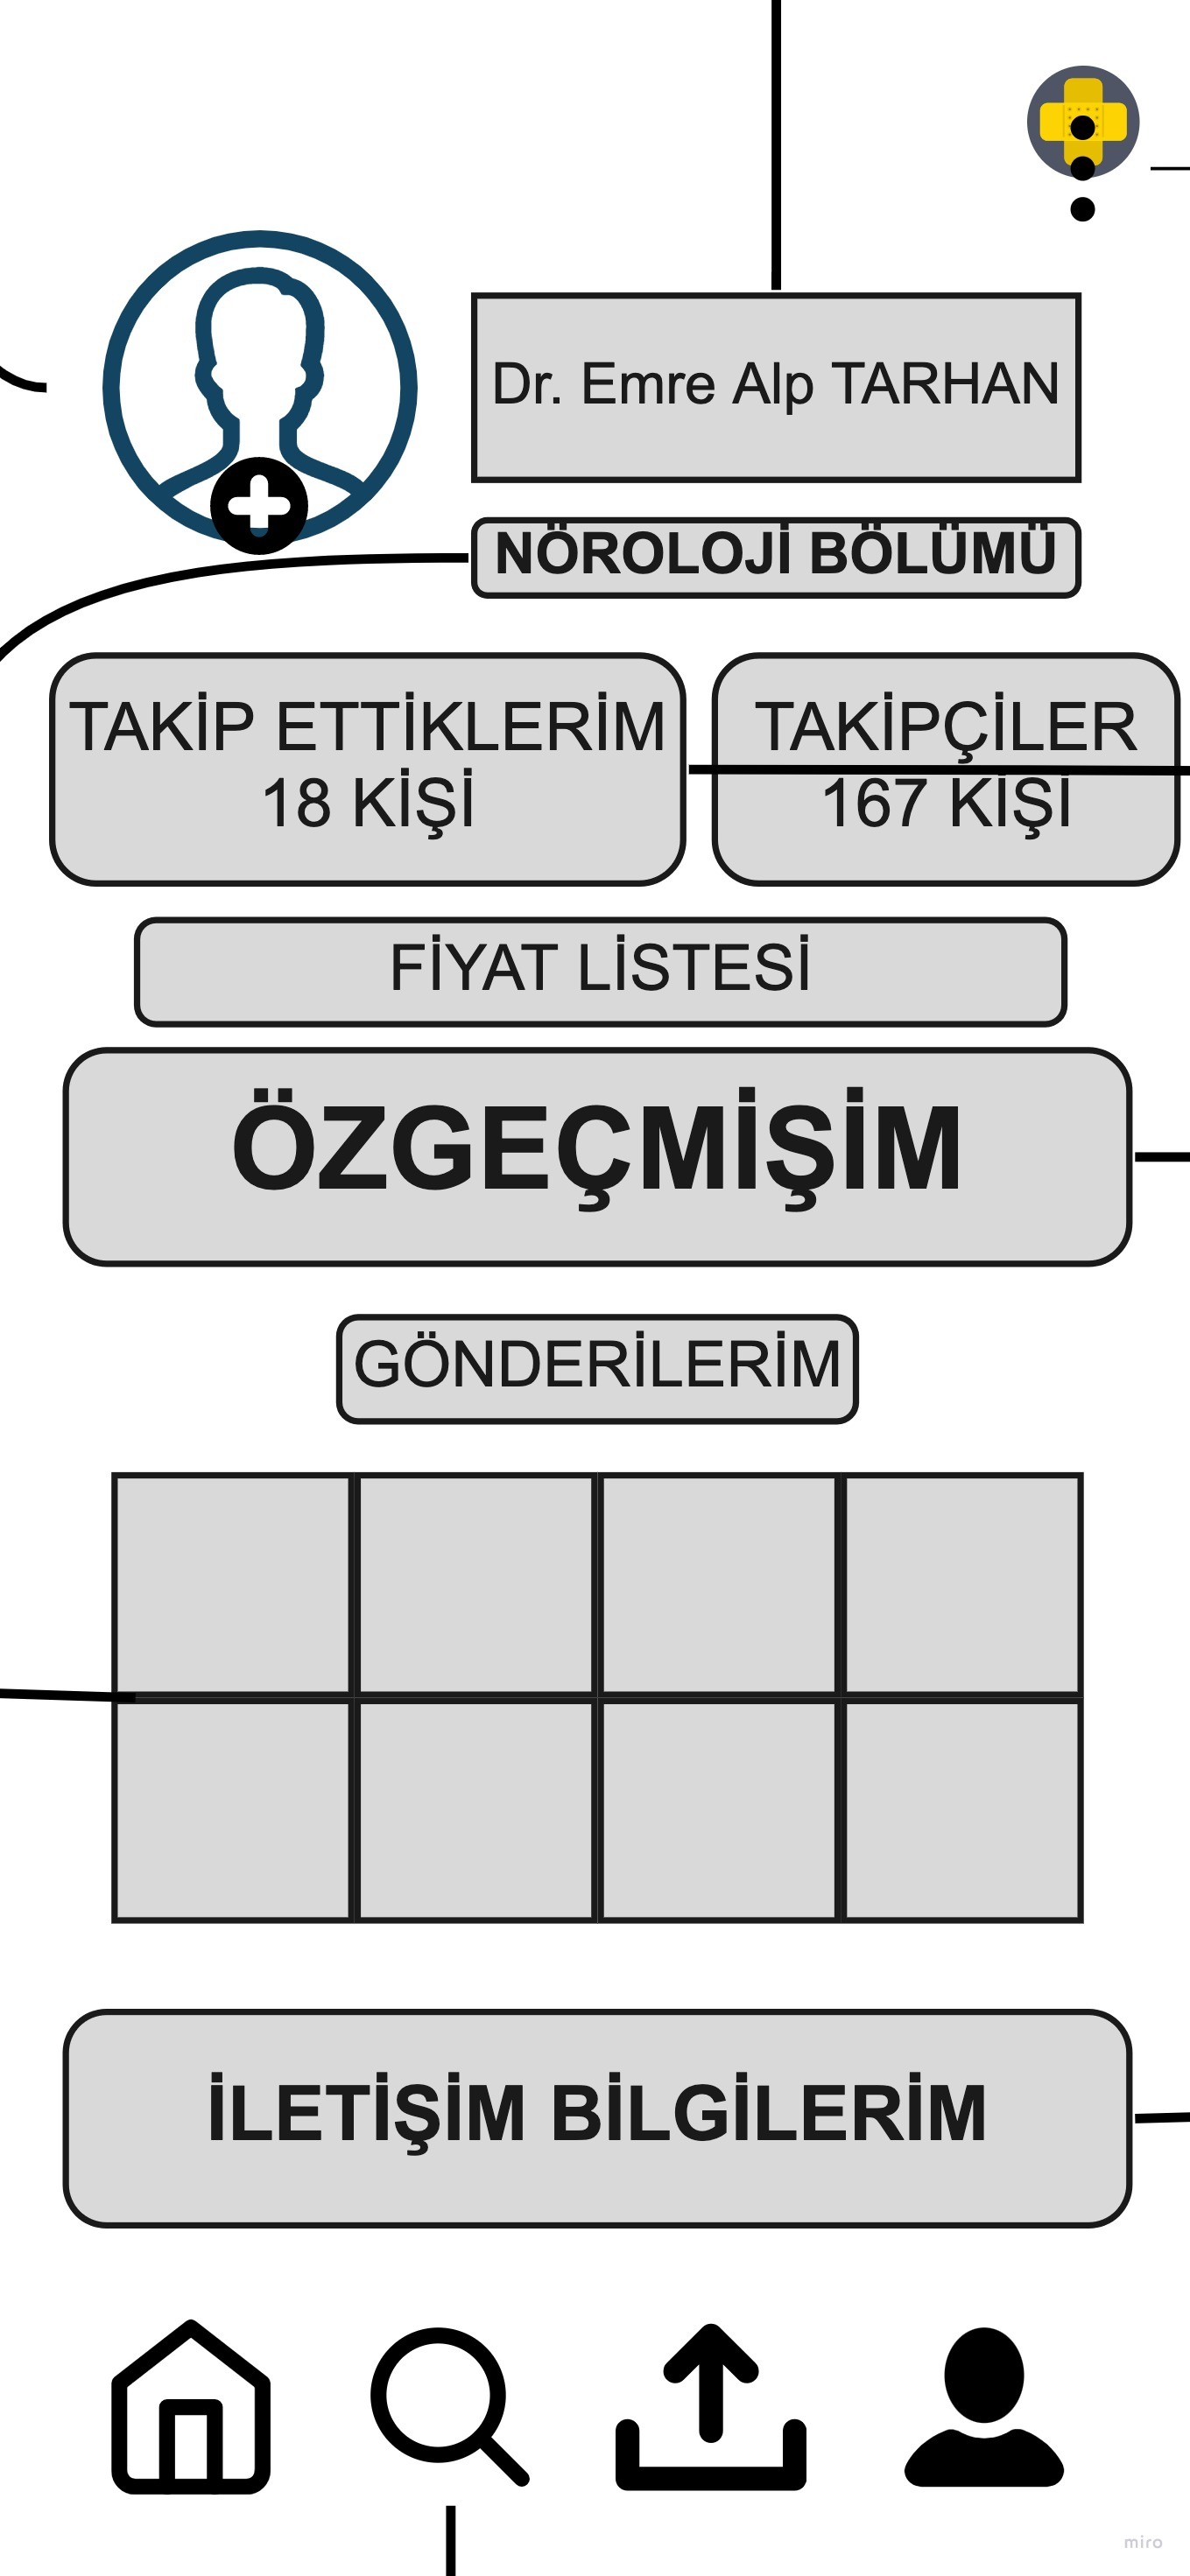 Dr. Emre Alp TARHAN
NÖROLOJİ BÖLÜMÜ
TAKİP ETTİKLERİM
18 KİŞİ
TAKİPÇİLER
167 KİŞİ
FİYAT LİSTESİ
ÖZGEÇMİŞİM
GÖNDERİLERİM
İLETİŞİM BİLGİLERİM
miro